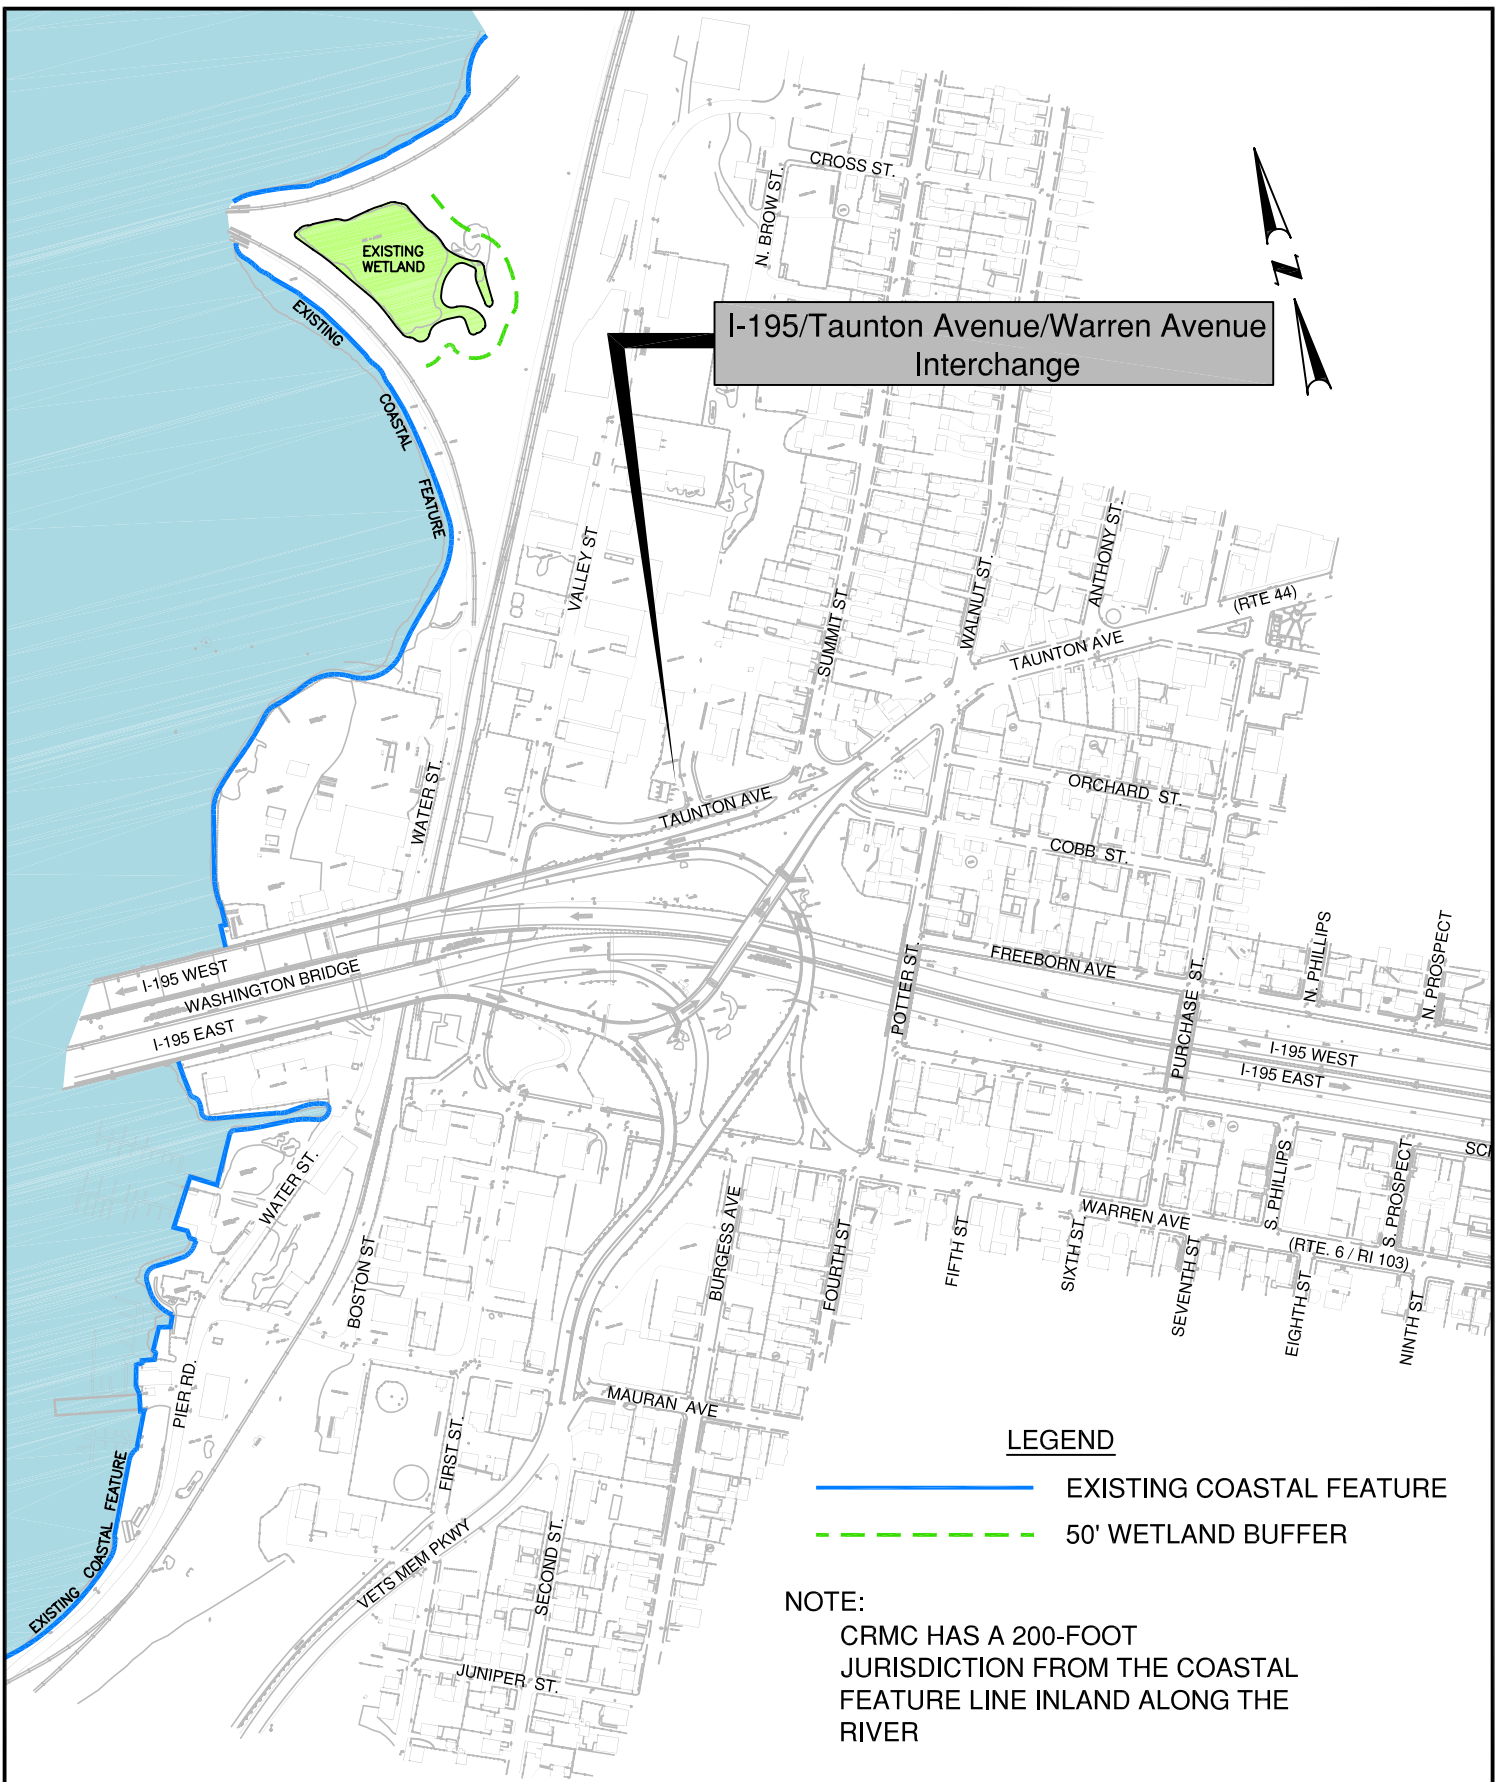 CROSS ST.
N. BROW ST.
EXISTING
WETLAND
N
EXISTING
COASTAL
FEATURE
I-195/Taunton Avenue/Warren Avenue
Interchange
VALLEY ST
SUMMIT ST.
WALNUT ST.
ANTHONY ST.
(RTE 44)
TAUNTON AVE
WATER ST.
TAUNTON AVE
ORCHARD ST.
COBB ST.
I-195 WEST
WASHINGTON BRIDGE
I-195 EAST
POTTER ST.
FREEBORN AVE
PURCHASE ST.
N. PHILLIPS
N. PROSPECT
I-195 WEST
I-195 EAST
WATER ST.
BOSTON ST
BURGESS AVE
FOURTH ST
FIFTH ST
SIXTH ST.
WARREN AVE
SEVENTH ST
S. PHILLIPS
S. PROSPECT
SCH
(RTE. 6 / RI 103)
EIGHTH ST
NINTH ST
PIER RD.
MAURAN AVE
FIRST ST.
EXISTING COASTAL FEATURE
VETS MEM PKWY
SECOND ST.
JUNIPER ST.
LEGEND
EXISTING COASTAL FEATURE
50' WETLAND BUFFER
NOTE:
CRMC HAS A 200-FOOT
JURISDICTION FROM THE COASTAL
FEATURE LINE INLAND ALONG THE
RIVER